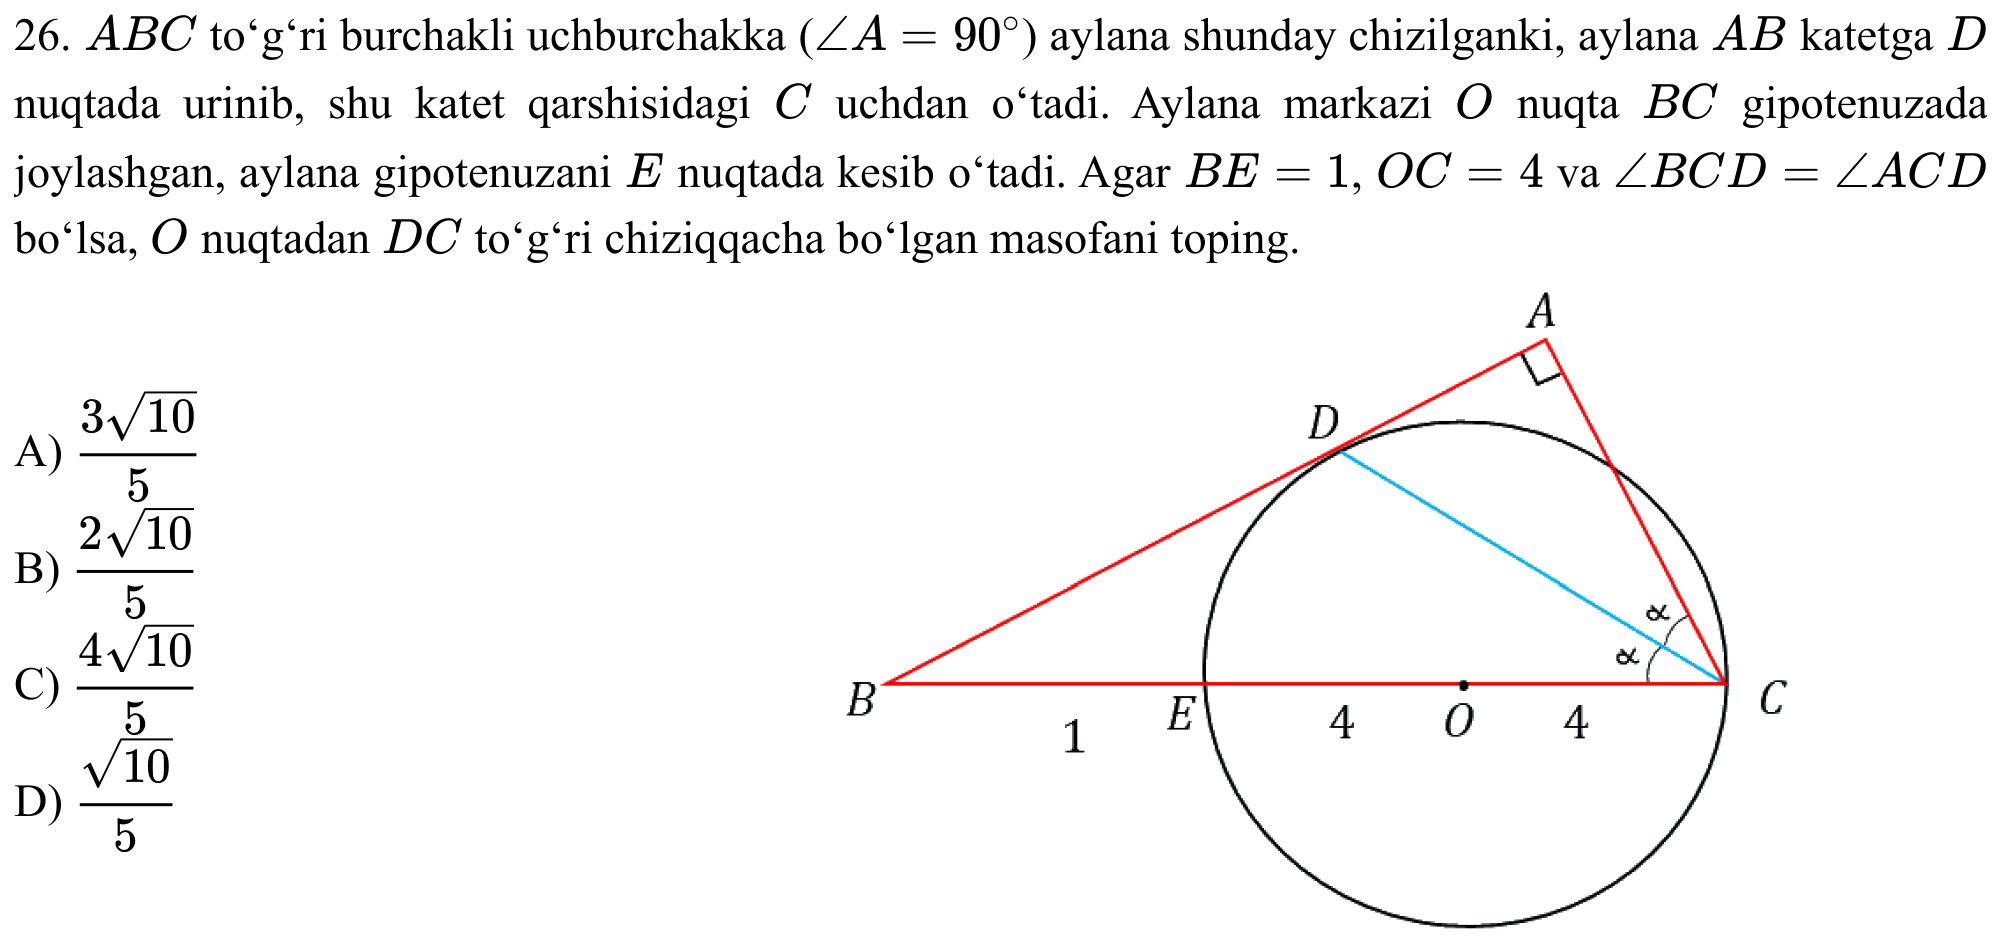 26. ABC to‘g‘ri burchakli uchburchakka (∠A = 90°) aylana shunday chizilganki, aylana AB katetga D
nuqtada urinib, shu katet qarshisidagi C uchdan o‘tadi. Aylana markazi O nuqta BC gipotenuzada
joylashgan, aylana gipotenuzani E nuqtada kesib o‘tadi. Agar BE = 1, OC = 4 va ∠BCD = ∠ACD
bo‘lsa, O nuqtadan DC to‘g‘ri chiziqqacha bo‘lgan masofani toping.
A) 3√10/5
B) 2√10/5
C) 4√10/5
D) √10/5
A
D
α
α
B
E
O
C
1
4
4